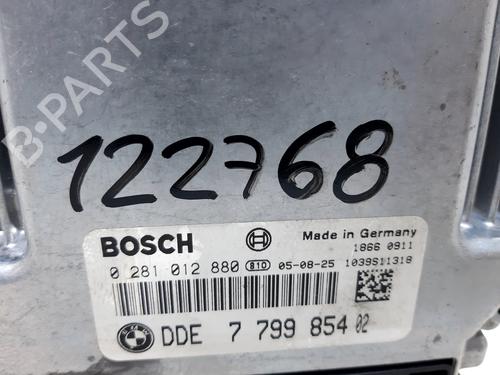 B-PARTS
122768
BOSCH
Made in Germany
1866 0911
0 281 012 880 810 05-08-25 1039S11318
DDE 7 799 854 02